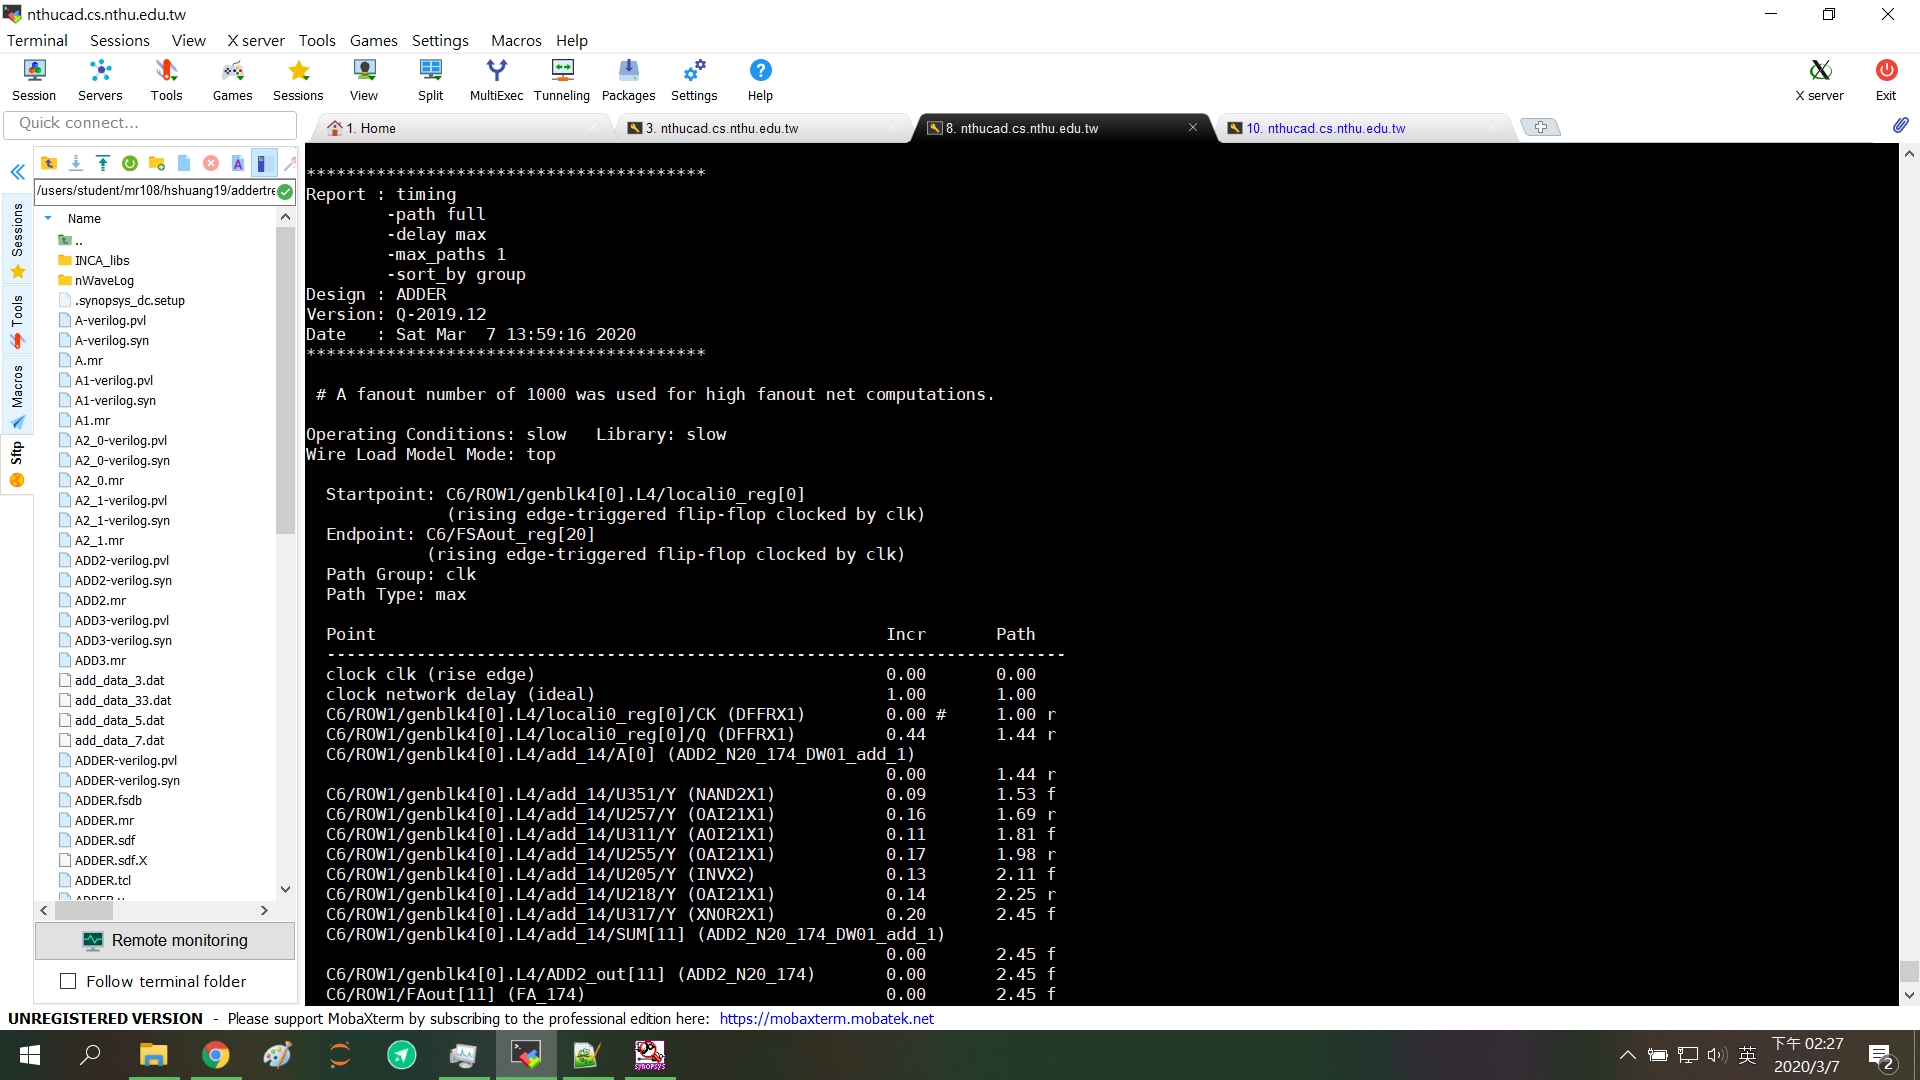 nthucad.cs.nthu.edu.tw
Terminal Sessions View X server Tools Games Settings Macros Help
Session Servers Tools Games Sessions View Split MultiExec Tunneling Packages Settings Help X server Exit
Quick connect...
1. Home
3. nthucad.cs.nthu.edu.tw
8. nthucad.cs.nthu.edu.tw
10. nthucad.cs.nthu.edu.tw
Sessions
Tools
Macros
Sftp
/users/student/mr108/hshuang19/addertre
Name
..
INCA_libs
nWaveLog
.synopsys_dc.setup
A-verilog.pvl
A-verilog.syn
A.mr
A1-verilog.pvl
A1-verilog.syn
A1.mr
A2_0-verilog.pvl
A2_0-verilog.syn
A2_0.mr
A2_1-verilog.pvl
A2_1-verilog.syn
A2_1.mr
ADD2-verilog.pvl
ADD2-verilog.syn
ADD2.mr
ADD3-verilog.pvl
ADD3-verilog.syn
ADD3.mr
add_data_3.dat
add_data_33.dat
add_data_5.dat
add_data_7.dat
ADDER-verilog.pvl
ADDER-verilog.syn
ADDER.fsdb
ADDER.mr
ADDER.sdf
ADDER.sdf.X
ADDER.tcl
Remote monitoring
Follow terminal folder
****************************************
Report : timing
-path full
-delay max
-max_paths 1
-sort_by group
Design : ADDER
Version: Q-2019.12
Date   : Sat Mar  7 13:59:16 2020
****************************************
# A fanout number of 1000 was used for high fanout net computations.
Operating Conditions: slow   Library: slow
Wire Load Model Mode: top
Startpoint: C6/ROW1/genblk4[0].L4/locali0_reg[0]
(rising edge-triggered flip-flop clocked by clk)
Endpoint: C6/FSAout_reg[20]
(rising edge-triggered flip-flop clocked by clk)
Path Group: clk
Path Type: max
Point Incr Path
--------------------------------------------------------------------------
clock clk (rise edge) 0.00 0.00
clock network delay (ideal) 1.00 1.00
C6/ROW1/genblk4[0].L4/locali0_reg[0]/CK (DFFRX1) 0.00 # 1.00 r
C6/ROW1/genblk4[0].L4/locali0_reg[0]/Q (DFFRX1) 0.44 1.44 r
C6/ROW1/genblk4[0].L4/add_14/A[0] (ADD2_N20_174_DW01_add_1)
0.00 1.44 r
C6/ROW1/genblk4[0].L4/add_14/U351/Y (NAND2X1) 0.09 1.53 f
C6/ROW1/genblk4[0].L4/add_14/U257/Y (OAI21X1) 0.16 1.69 r
C6/ROW1/genblk4[0].L4/add_14/U311/Y (AOI21X1) 0.11 1.81 f
C6/ROW1/genblk4[0].L4/add_14/U255/Y (OAI21X1) 0.17 1.98 r
C6/ROW1/genblk4[0].L4/add_14/U205/Y (INVX2) 0.13 2.11 f
C6/ROW1/genblk4[0].L4/add_14/U218/Y (OAI21X1) 0.14 2.25 r
C6/ROW1/genblk4[0].L4/add_14/U317/Y (XNOR2X1) 0.20 2.45 f
C6/ROW1/genblk4[0].L4/add_14/SUM[11] (ADD2_N20_174_DW01_add_1)
0.00 2.45 f
C6/ROW1/genblk4[0].L4/ADD2_out[11] (ADD2_N20_174) 0.00 2.45 f
C6/ROW1/FAout[11] (FA_174) 0.00 2.45 f
UNREGISTERED VERSION - Please support MobaXterm by subscribing to the professional edition here: https://mobaxterm.mobatek.net
synopsys
英
下午 02:27
2020/3/7
2